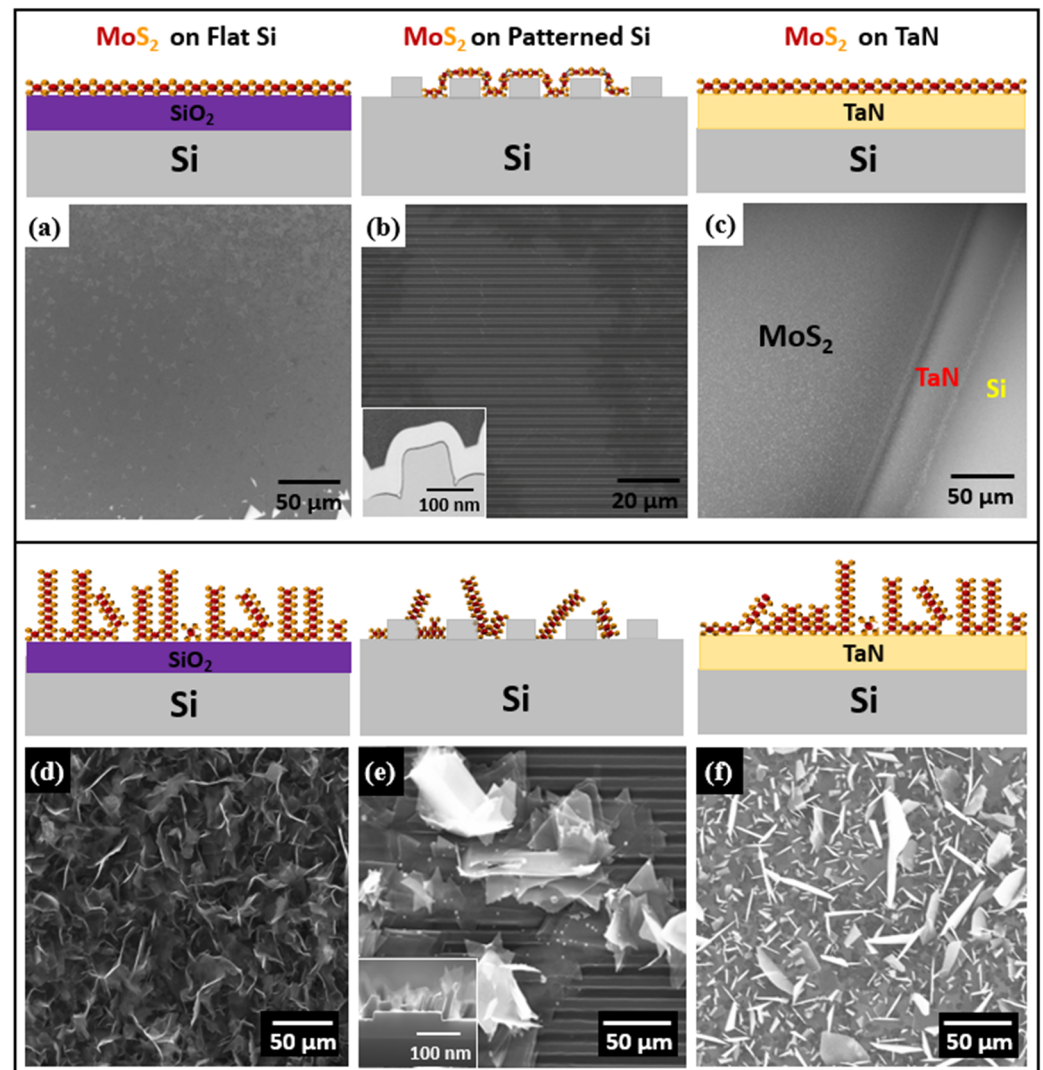 MoS₂ on Flat Si
MoS₂ on Patterned Si
MoS₂ on TaN
SiO₂
Si
Si
TaN
Si
(a)
50 µm
(b)
100 nm
20 µm
(c)
MoS₂
TaN
Si
50 µm
SiO₂
Si
Si
TaN
Si
(d)
50 µm
(e)
100 nm
50 µm
(f)
50 µm